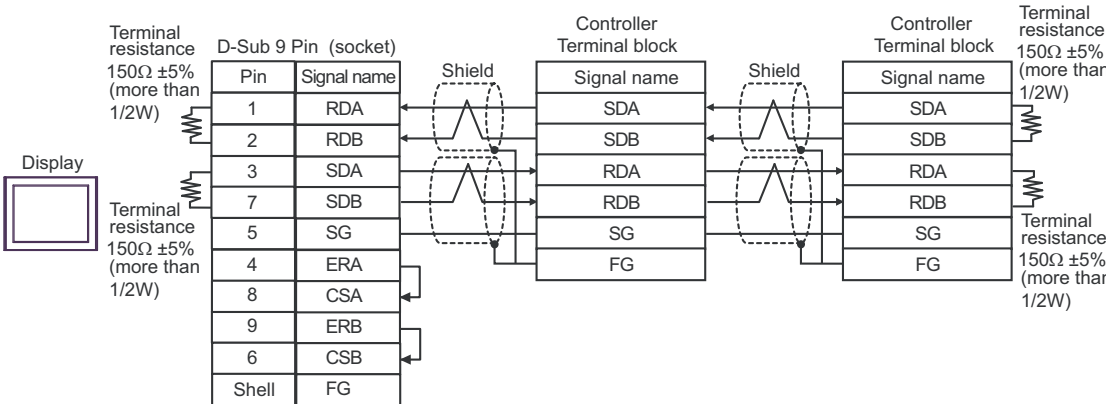 Terminal
resistance
150Ω ±5%
(more than
1/2W)
Display
Terminal
resistance
150Ω ±5%
(more than
1/2W)
D-Sub 9 Pin (socket)
Pin Signal name
1 RDA
2 RDB
3 SDA
7 SDB
5 SG
4 ERA
8 CSA
9 ERB
6 CSB
Shell FG
Shield
Controller
Terminal block
Signal name
SDA
SDB
RDA
RDB
SG
FG
Shield
Controller
Terminal block
Signal name
SDA
SDB
RDA
RDB
SG
FG
Terminal
resistance
150Ω ±5%
(more than
1/2W)
Terminal
resistance
150Ω ±5%
(more than
1/2W)